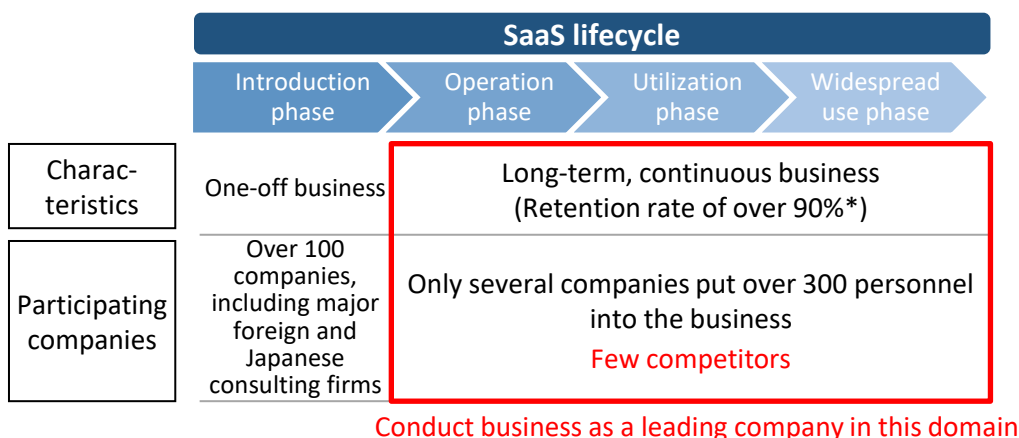 SaaS lifecycle
Introduction
phase
Operation
phase
Utilization
phase
Widespread
use phase
Charac-
teristics
One-off business
Long-term, continuous business
(Retention rate of over 90%*)
Participating
companies
Over 100
companies,
including major
foreign and
Japanese
consulting firms
Only several companies put over 300 personnel
into the business
Few competitors
Conduct business as a leading company in this domain